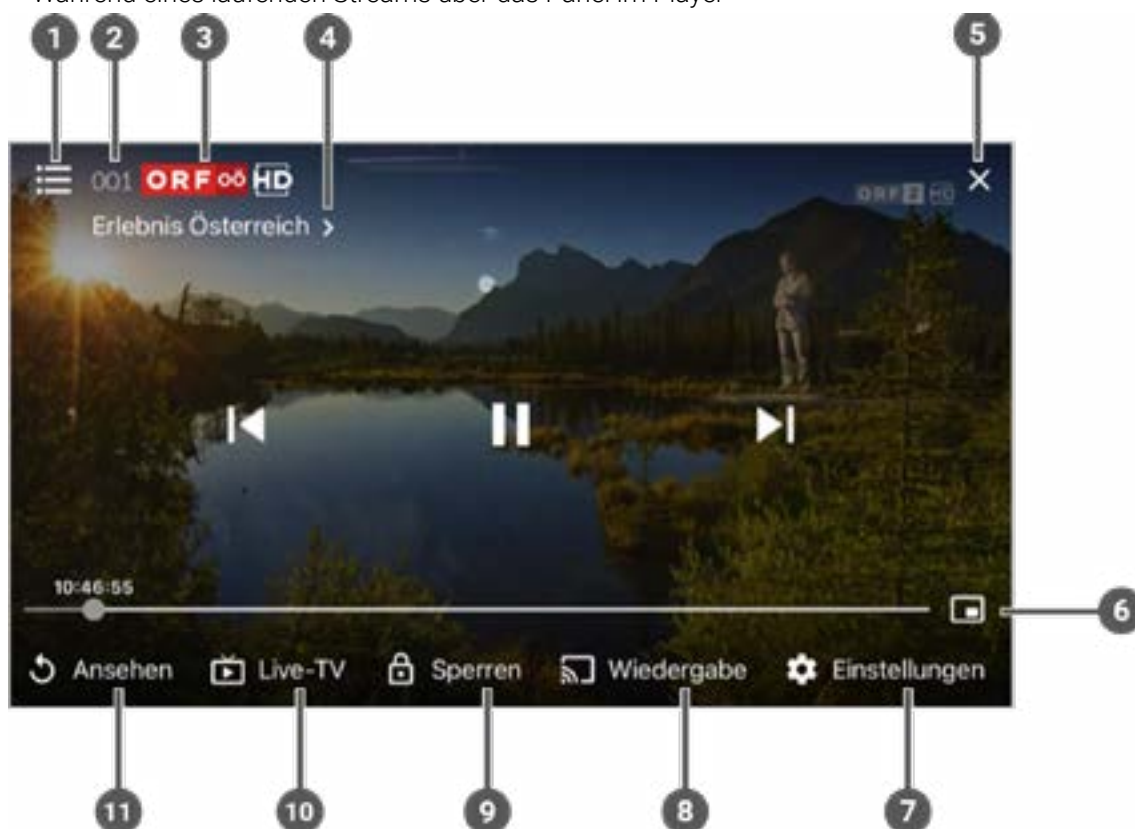 Während eines laufenden Streams über das Panel im Player
1 2 3 4 5
001 ORF OÖ HD
ORF 2 HD
Erlebnis Österreich >
10:46:55
6
Ansehen Live-TV Sperren Wiedergabe Einstellungen
11 10 9 8 7